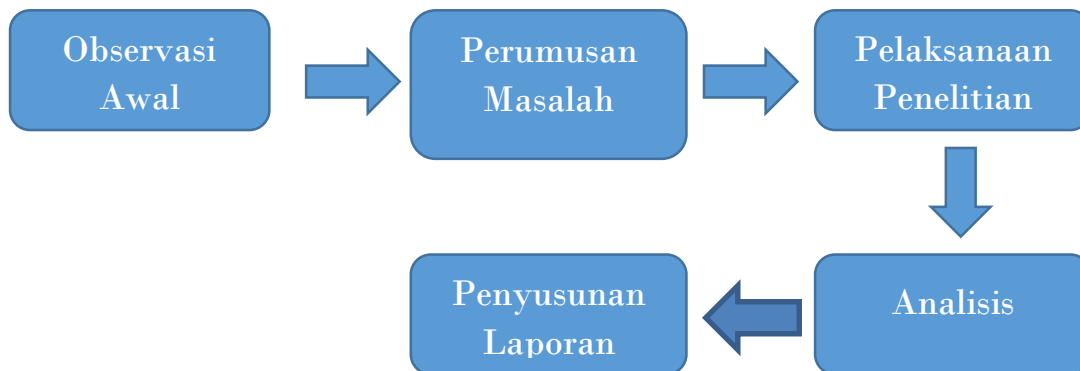 Observasi
Awal
Perumusan
Masalah
Pelaksanaan
Penelitian
Analisis
Penyusunan
Laporan